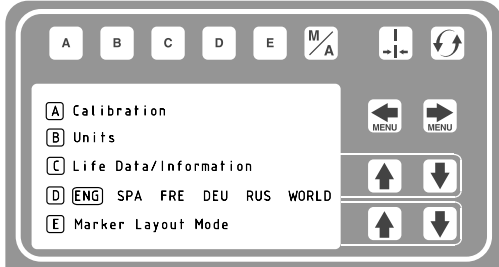 A B C D E M/A
MENU MENU
A Calibration
B Units
C Life Data/Information
D ENG SPA FRE DEU RUS WORLD
E Marker Layout Mode